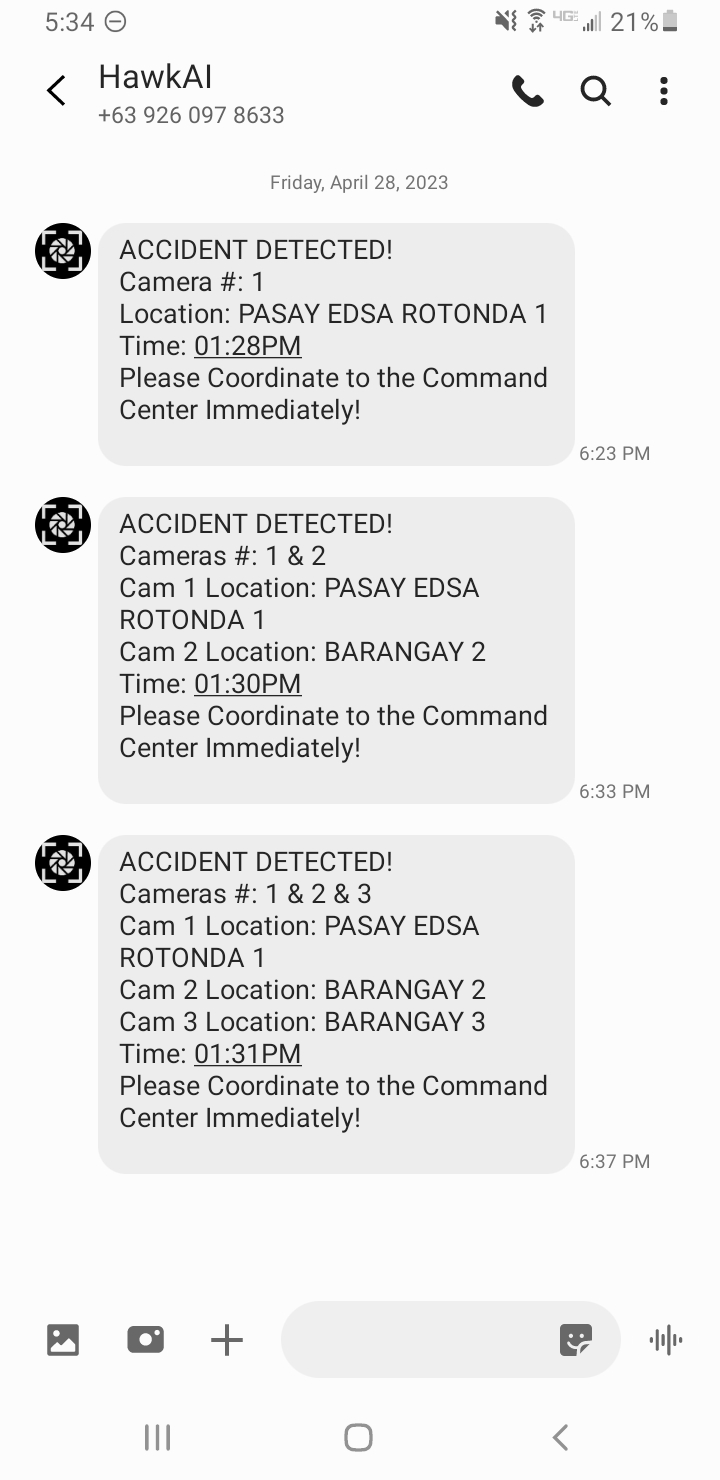 5:34
4GE 21%
HawkAI
+63 926 097 8633
Friday, April 28, 2023
ACCIDENT DETECTED!
Camera #: 1
Location: PASAY EDSA ROTONDA 1
Time: 01:28PM
Please Coordinate to the Command
Center Immediately!
6:23 PM
ACCIDENT DETECTED!
Cameras #: 1 & 2
Cam 1 Location: PASAY EDSA
ROTONDA 1
Cam 2 Location: BARANGAY 2
Time: 01:30PM
Please Coordinate to the Command
Center Immediately!
6:33 PM
ACCIDENT DETECTED!
Cameras #: 1 & 2 & 3
Cam 1 Location: PASAY EDSA
ROTONDA 1
Cam 2 Location: BARANGAY 2
Cam 3 Location: BARANGAY 3
Time: 01:31PM
Please Coordinate to the Command
Center Immediately!
6:37 PM